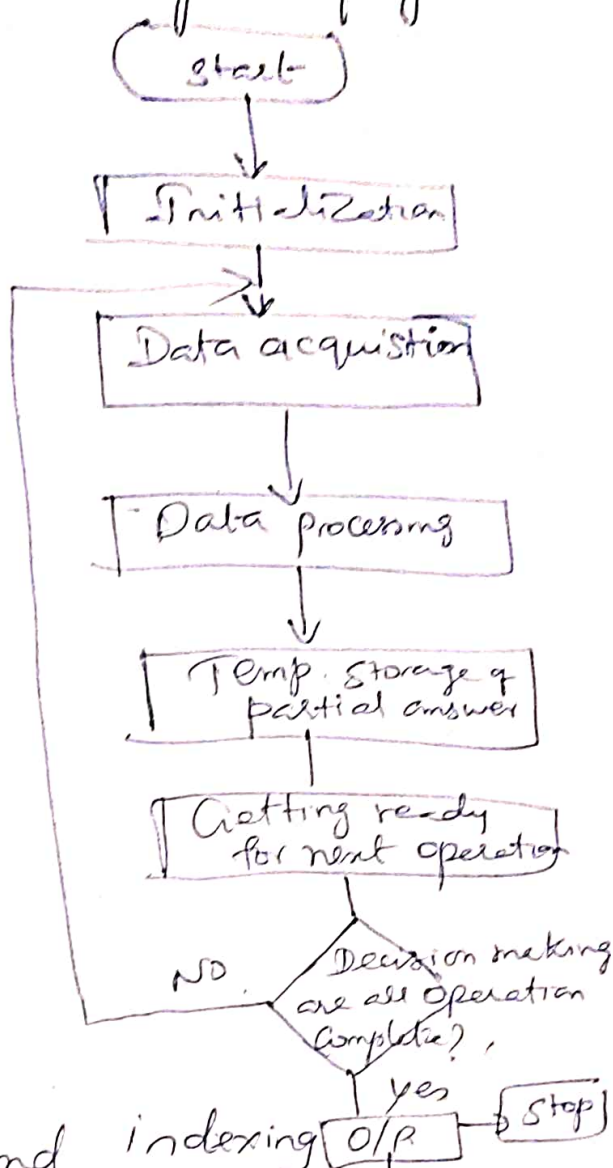 Start
Initialization
Data acquistion
Data processing
Temp. storage of
partial answer
Getting ready
for next operation
Decision making
NO.
are all operation
Complete?
yes
nd indexing O/P. Stop